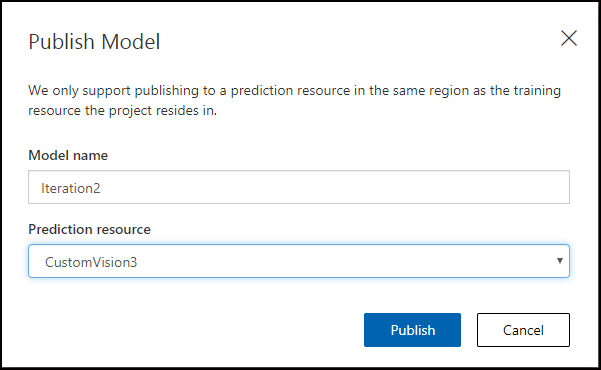 Publish Model
We only support publishing to a prediction resource in the same region as the training
resource the project resides in.
Model name
Iteration2
Prediction resource
CustomVision3
Publish
Cancel